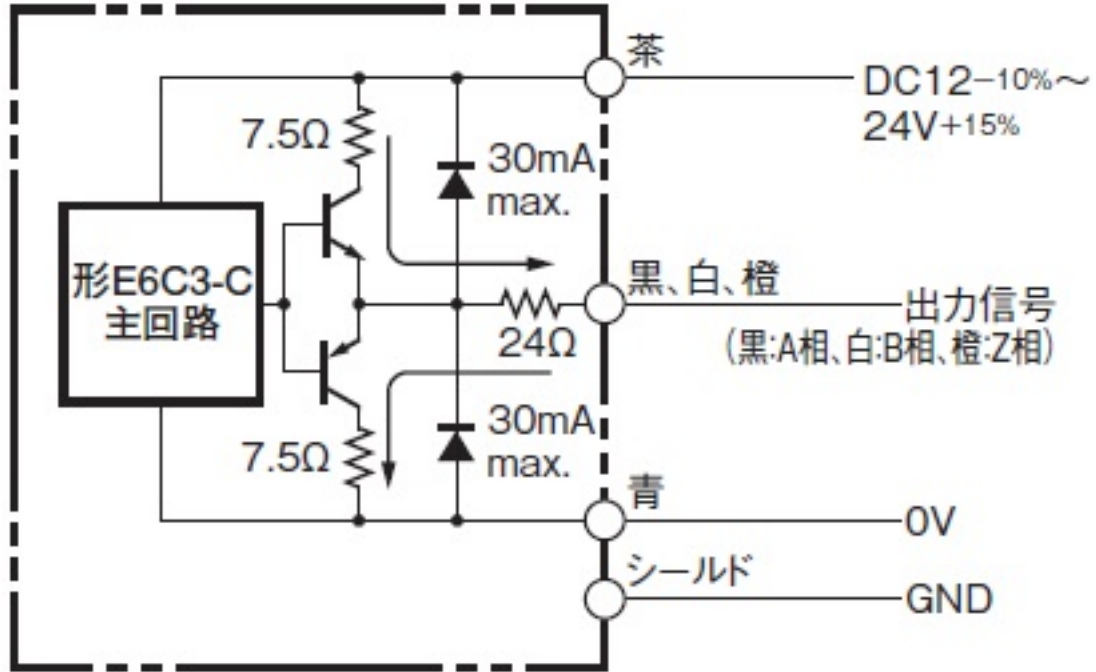 茶
DC12-10%～
24V+15%
7.5Ω
30mA
max.
形E6C3-C
主回路
黒、白、橙
出力信号
(黒:A相、白:B相、橙:Z相)
24Ω
30mA
max.
7.5Ω
青
0V
シールド
GND